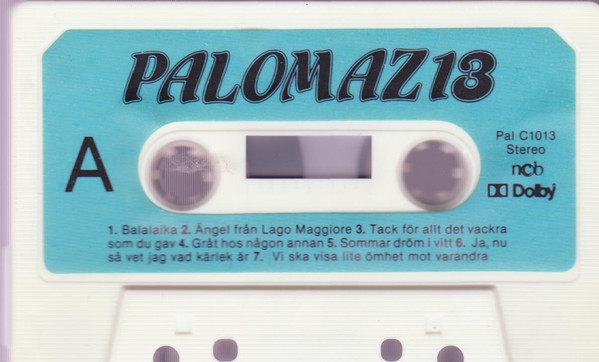 PALOMAZ 13
A
Pal C1013
Stereo
ncb
Dolby
1. Balalaika 2. Ängel från Lago Maggiore 3. Tack för allt det vackra
som du gav 4. Gråt hos någon annan 5. Sommar dröm i vitt 6. Ja, nu
så vet jag vad kärlek är 7. Vi ska visa lite ömhet mot varandra